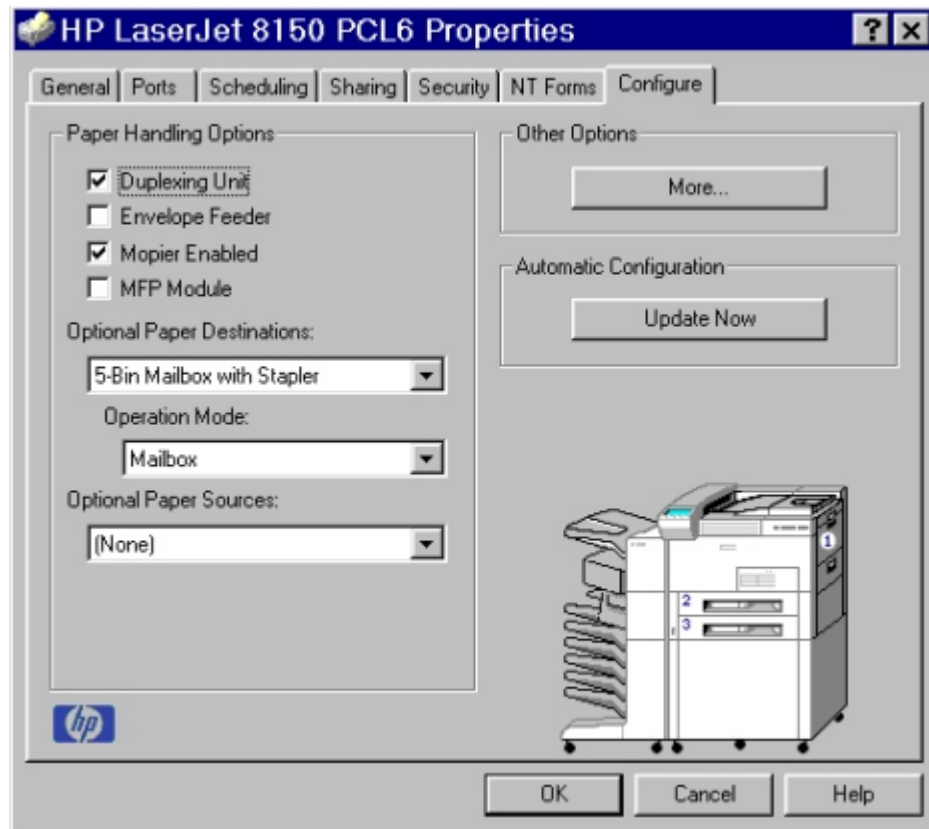 HP LaserJet 8150 PCL6 Properties
General
Ports
Scheduling
Sharing
Security
NT Forms
Configure
Paper Handling Options
Duplexing Unit
Envelope Feeder
Mopier Enabled
MFP Module
Optional Paper Destinations:
5-Bin Mailbox with Stapler
Operation Mode:
Mailbox
Optional Paper Sources:
(None)
Other Options
More...
Automatic Configuration
Update Now
1
2
3
hp
OK
Cancel
Help